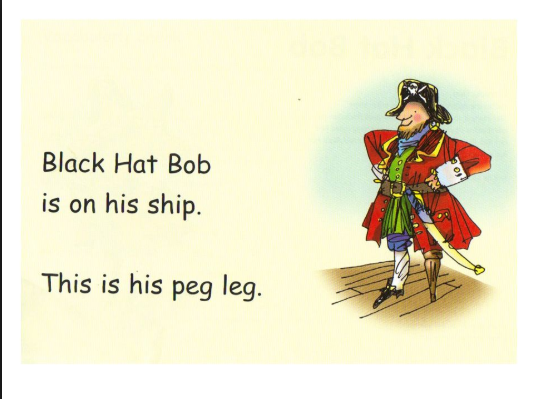 Black Hat Bob
is on his ship.
This is his peg leg.